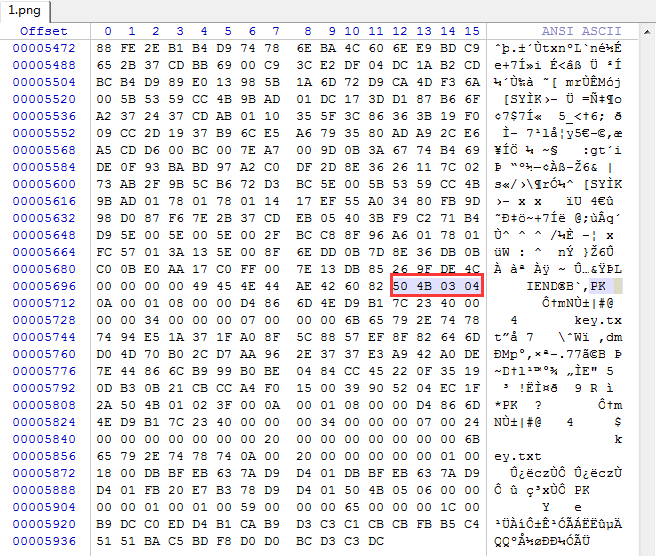 1.png
Offset 0 1 2 3 4 5 6 7 8 9 10 11 12 13 14 15 ANSI ASCII
00005472 88 FE 2E B1 B4 D9 74 78 6E BA 4C 60 6E E9 BD C9 ˆþ.±´Ùtxnº L`né½É
00005488 65 2B 37 CD BB 69 00 C9 3C E2 DF 04 DC 1A B2 CD e+7Í»i É<âß Ü ²Í
00005504 BC B4 D9 89 E0 13 98 5B 1A 6D 72 D9 CA 4D F3 6A ¼´Ù‰à ˜[ mrÙÊMój
00005520 00 5B 53 59 CC 4B 9B AD 01 DC 17 3D D1 87 B6 6F [SYÌK›- Ü =Ñ‡¶o
00005536 A2 37 24 37 CD AB 01 10 35 5F 3C 86 36 3B 19 F0 ¢7$7Í« 5_<†6; ð
00005552 09 CC 2D 19 37 B9 6C E5 A6 79 35 80 AD A9 2C E6 Ì- 7¹lå¦y5€-©,æ
00005568 A5 CD D6 00 BC 00 7E A7 00 9D 0B 3A 67 74 B4 69 ¥ÍÖ ¼ ~§ :gt´i
00005584 DE 0F 93 BA BD 97 A2 C0 DF 2D 8E 36 26 11 7C 02 Þ “º½—¢Àß-Ž6& |
00005600 73 AB 2F 9B 5C B6 72 D3 BC 5E 00 5B 53 59 CC 4B s«/›\¶rÓ¼^ [SYÌK
00005616 9B AD 01 78 01 78 01 14 17 EF 55 A0 34 80 FB 9D ›- x x ïU 4€û
00005632 98 D0 87 F6 7E 2B 37 CD EB 05 40 3B F9 C2 71 B4 ˜Ð‡ö~+7Íë @;ùÂq´
00005648 D9 5E 00 5E 00 5E 00 2F BC C8 8F 96 A6 01 78 01 Ù^ ^ ^ /¼È –¦ x
00005664 FC 57 01 3A 13 5E 00 8F 6E DD 0B 7D 8E 36 DB 0B üW : ^ nÝ }Ž6Û
00005680 C0 0B E0 AA 17 C0 FF 00 7E 13 DB 85 26 9F DE 4C À àª Àÿ ~ Û…&ŸÞL
00005696 00 00 00 00 49 45 4E 44 AE 42 60 82 50 4B 03 04 IEND®B`‚PK
00005712 0A 00 01 08 00 00 D4 86 6D 4E D9 B1 7C 23 40 00 Ô†mNÙ±|#@
00005728 00 00 34 00 00 00 07 00 00 00 6B 65 79 2E 74 78 4 key.tx
00005744 74 94 E5 1A 37 1F A0 8F 5C 88 57 EF 8F 82 64 6D t”å 7 \ˆWï ‚dm
00005760 D0 4D 70 B0 2C D7 AA 96 2E 37 37 E3 A9 42 A0 DE ÐMp°,×ª–.77ã©B Þ
00005776 7E 44 86 6C B9 99 B0 BE 04 84 CC 45 22 0F 35 19 ~D†l¹™°¾ „ÌE" 5
00005792 0D B3 0B 21 CB CC A4 F0 15 00 39 90 52 04 EC 1F ³ !ËÌ¤ð 9 R ì
00005808 2A 50 4B 01 02 3F 00 0A 00 01 08 00 00 D4 86 6D *PK ? Ô†m
00005824 4E D9 B1 7C 23 40 00 00 00 34 00 00 00 07 00 24 NÙ±|#@ 4 $
00005840 00 00 00 00 00 00 00 20 00 00 00 00 00 00 00 6B k
00005856 65 79 2E 74 78 74 0A 00 20 00 00 00 00 00 01 00 ey.txt
00005872 18 00 DB BF EB 63 7A D9 D4 01 DB BF EB 63 7A D9 Û¿ëczÙÔ Û¿ëczÙ
00005888 D4 01 FB 20 E7 B3 78 D9 D4 01 50 4B 05 06 00 00 Ô û ç³xÙÔ PK
00005904 00 00 01 00 01 00 59 00 00 00 65 00 00 00 1C 00 Y e
00005920 B9 DC C0 ED D4 B1 CA B9 D3 C3 C1 CB CB FB B5 C4 ¹ÜÀíÔ±Ê¹ÓÃÁËËûµÄ
00005936 51 51 BA C5 BD F8 D0 D0 BC D3 C3 DC QQºÅ½øÐÐ¼ÓÃÜ